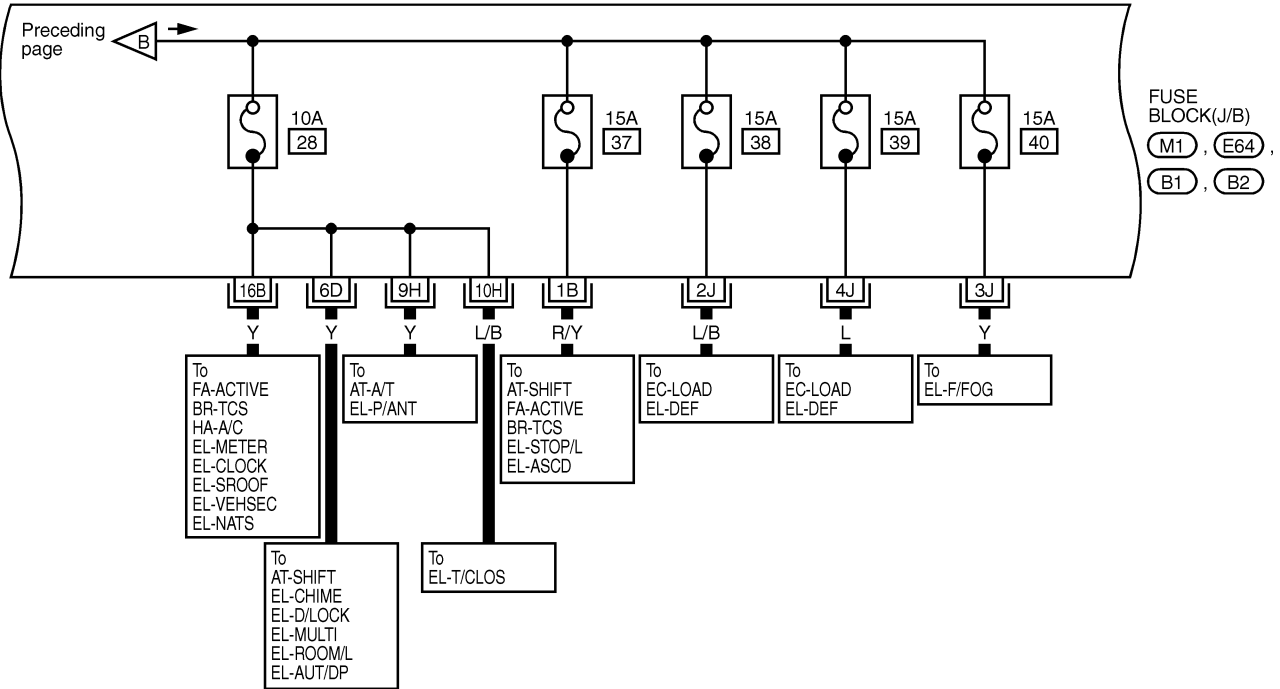 Preceding
page
B
10A
28
15A
37
15A
38
15A
39
15A
40
FUSE
BLOCK(J/B)
M1 , E64 ,
B1 , B2
16B
6D
9H
10H
1B
2J
4J
3J
Y
Y
Y
L/B
R/Y
L/B
L
Y
To
FA-ACTIVE
BR-TCS
HA-A/C
EL-METER
EL-CLOCK
EL-SROOF
EL-VEHSEC
EL-NATS
To
AT-SHIFT
EL-CHIME
EL-D/LOCK
EL-MULTI
EL-ROOM/L
EL-AUT/DP
To
AT-A/T
EL-P/ANT
To
EL-T/CLOS
To
AT-SHIFT
FA-ACTIVE
BR-TCS
EL-STOP/L
EL-ASCD
To
EC-LOAD
EL-DEF
To
EC-LOAD
EL-DEF
To
EL-F/FOG